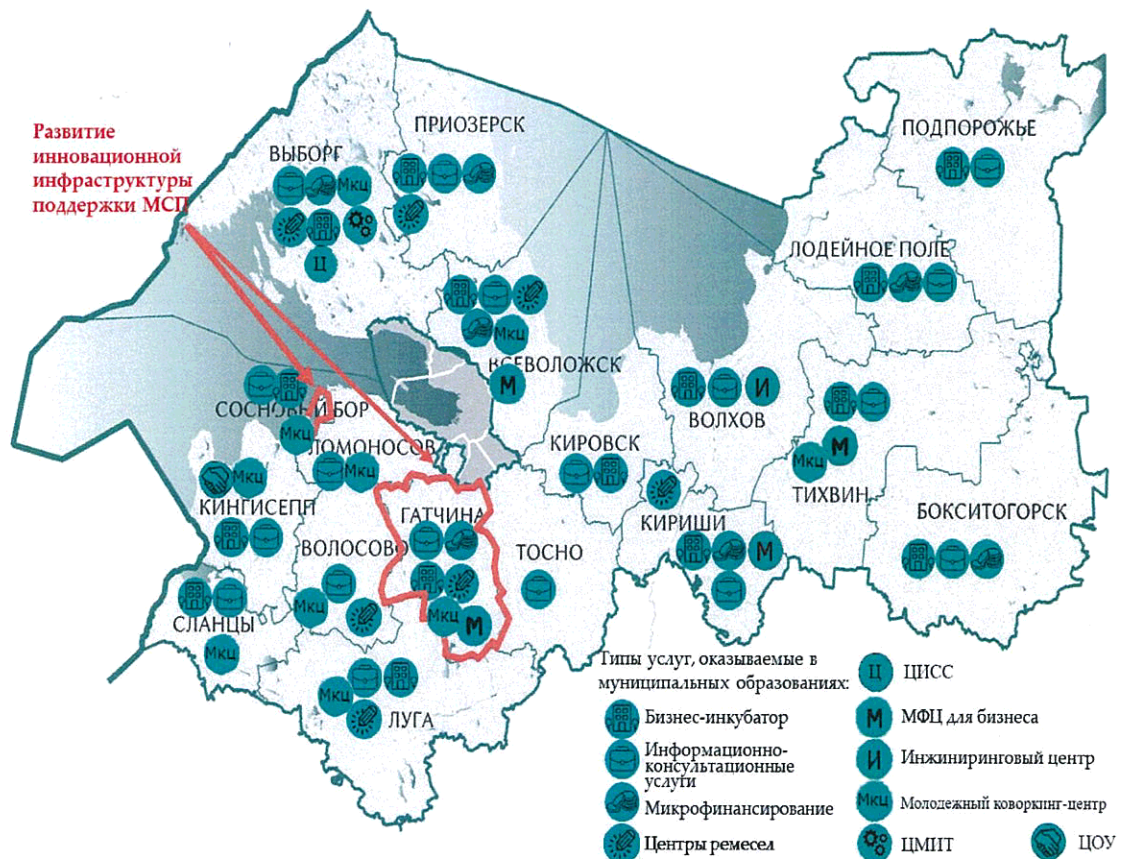 Развитие
инновационной
инфраструктуры
поддержки МСП
ПРИОЗЕРСК
ВЫБОРГ
Мкц
Ц
ПОДПОРОЖЬЕ
ЛОДЕЙНОЕ ПОЛЕ
Мкц
ВСЕВОЛОЖСК
М
СОСНОВЫЙ БОР
Мкц
ЛОМОНОСОВ
Мкц
И
ВОЛХОВ
КИРОВСК
М
Мкц
ТИХВИН
Мкц
КИНГИСЕПП
ГАТЧИНА
ВОЛОСОВО
ТОСНО
КИРИШИ
М
БОКСИТОГОРСК
Мкц
Мкц
М
СЛАНЦЫ
Мкц
Мкц
ЛУГА
Типы услуг, оказываемые в
муниципальных образованиях:
Бизнес-инкубатор
Информационно-
консультационные
услуги
Микрофинансирование
Центры ремесел
Ц ЦИСС
М МФЦ для бизнеса
И Инжиниринговый центр
Мкц Молодежный коворкинг-центр
ЦМИТ
ЦОУ